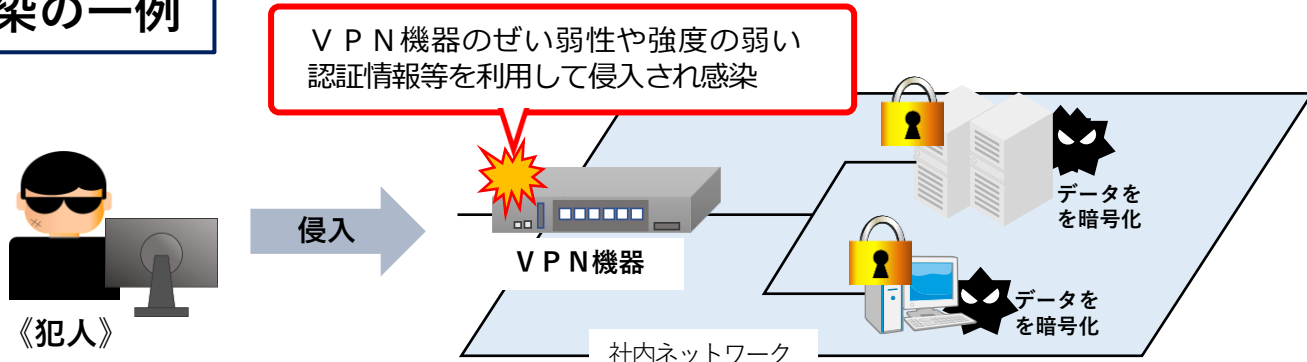 染の一例
ＶＰＮ機器のぜい弱性や強度の弱い
認証情報等を利用して侵入され感染
侵入
ＶＰＮ機器
データを
を暗号化
データを
を暗号化
《犯人》
社内ネットワーク